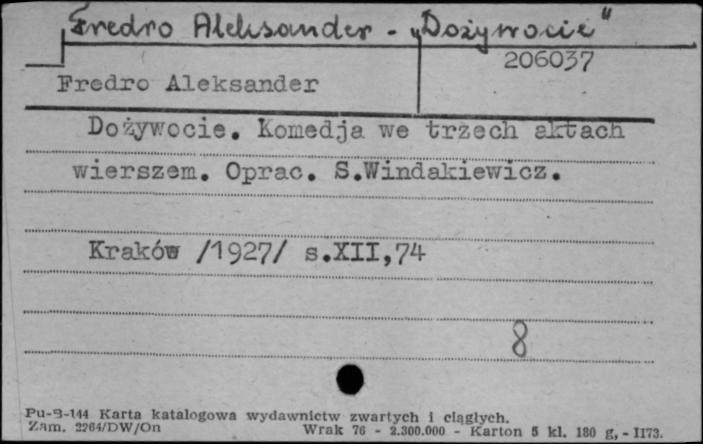 Fredro Aleksander - „Dożywocie"
206037
Fredro Aleksander
Dożywocie. Komedja we trzech aktach
wierszem. Oprac. S.Windakiewicz.
Kraków /1927/ s.XII,74
8
Pu-B-144 Karta katalogowa wydawnictw zwartych i ciągłych.
Zam. 2264/DW/On Wrak 76 - 2.300.000 - Karton 5 kl. 180 g, - II73.